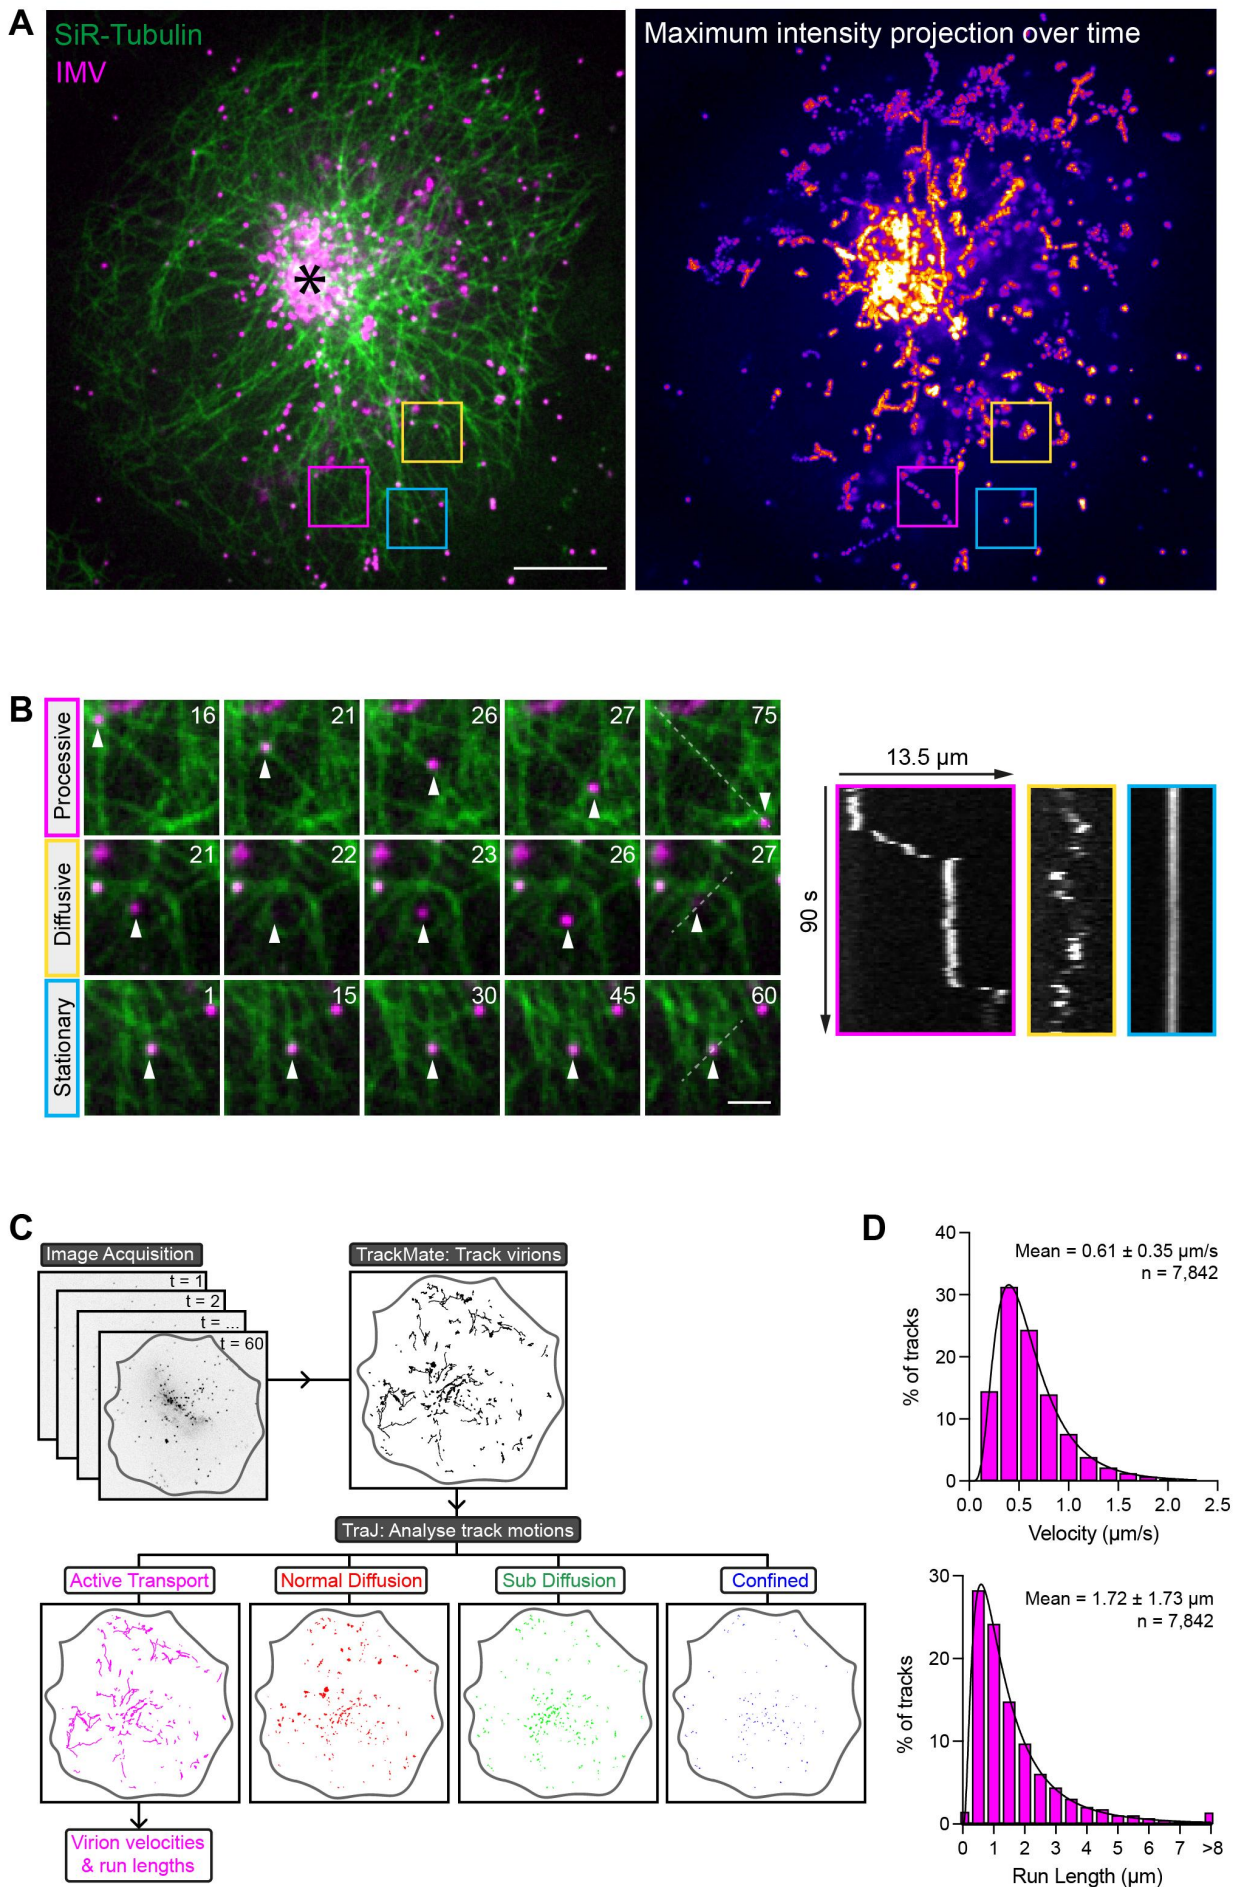 A
SiR-Tubulin
IMV
*
Maximum intensity projection over time
B
Processive
16
21
26
27
75
Diffusive
21
22
23
26
27
Stationary
1
15
30
45
60
13.5 µm
90 s
C
Image Acquisition
t = 1
t = 2
t = ...
t = 60
TrackMate: Track virions
TraJ: Analyse track motions
Active Transport
Normal Diffusion
Sub Diffusion
Confined
Virion velocities
& run lengths
D
Mean = 0.61 ± 0.35 µm/s
n = 7,842
% of tracks
40
30
20
10
0
0.0 0.5 1.0 1.5 2.0 2.5
Velocity (µm/s)
Mean = 1.72 ± 1.73 µm
n = 7,842
% of tracks
30
20
10
0
0 1 2 3 4 5 6 7 >8
Run Length (µm)